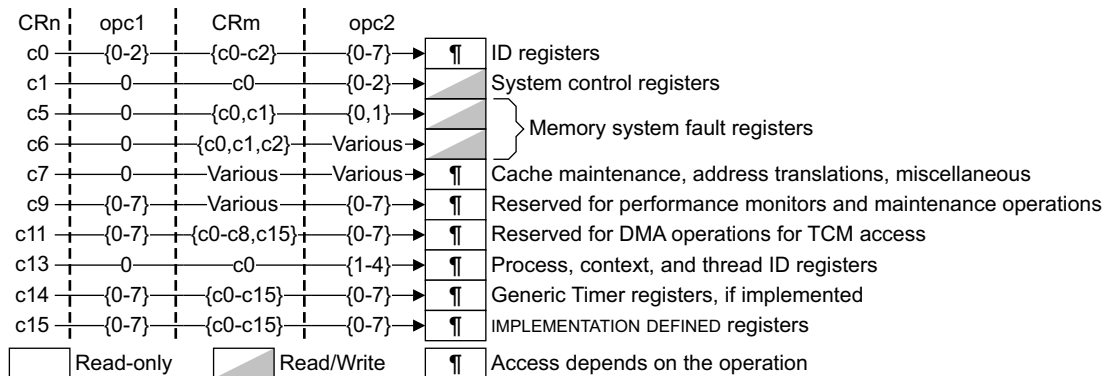 CRn opc1 CRm opc2
c0 {0-2} {c0-c2} {0-7} ¶ ID registers
c1 0 c0 {0-2} System control registers
c5 0 {c0,c1} {0,1}
Memory system fault registers
c6 0 {c0,c1,c2} Various
c7 0 Various Various ¶ Cache maintenance, address translations, miscellaneous
c9 {0-7} Various {0-7} ¶ Reserved for performance monitors and maintenance operations
c11 {0-7} {c0-c8,c15} {0-7} ¶ Reserved for DMA operations for TCM access
c13 0 c0 {1-4} ¶ Process, context, and thread ID registers
c14 {0-7} {c0-c15} {0-7} ¶ Generic Timer registers, if implemented
c15 {0-7} {c0-c15} {0-7} ¶ IMPLEMENTATION DEFINED registers
Read-only Read/Write ¶ Access depends on the operation